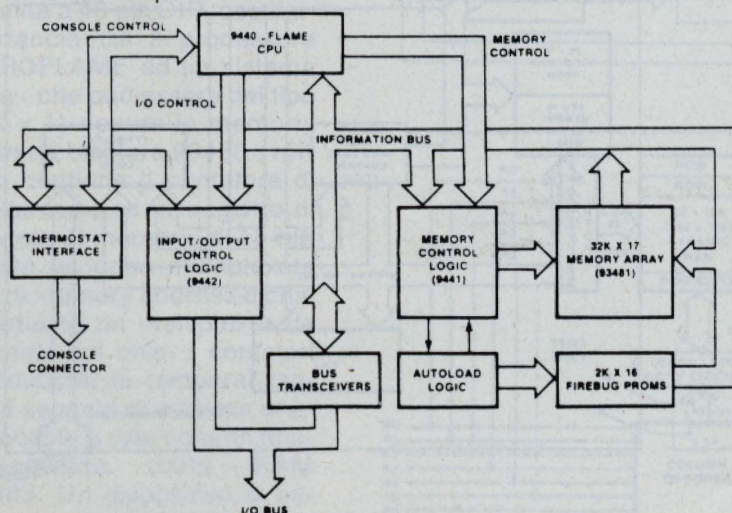 CONSOLE CONTROL
9440 - FLAME
CPU
MEMORY
CONTROL
I/O CONTROL
INFORMATION BUS
THERMOSTAT
INTERFACE
INPUT/OUTPUT
CONTROL
LOGIC
(9442)
MEMORY
CONTROL
LOGIC
(9441)
32K X 17
MEMORY ARRAY
(93481)
CONSOLE
CONNECTOR
BUS
TRANSCEIVERS
AUTOLOAD
LOGIC
2K X 16
FIREBUG PROMS
I/O BUS